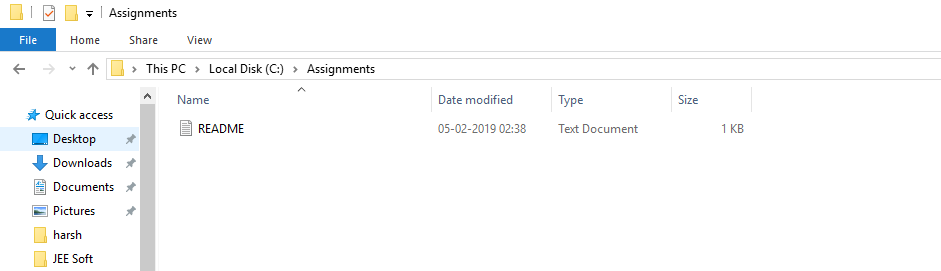 Assignments
File Home Share View
This PC Local Disk (C:) Assignments
Name Date modified Type Size
Quick access
README 05-02-2019 02:38 Text Document 1 KB
Desktop
Downloads
Documents
Pictures
harsh
JEE Soft